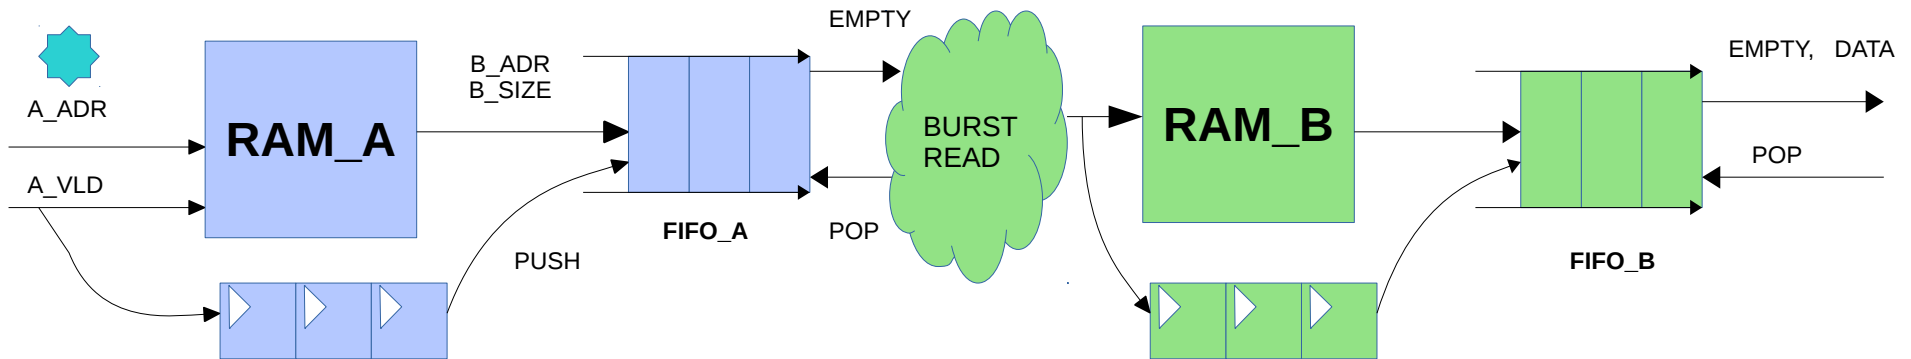 A_ADR
A_VLD
RAM_A
B_ADR
B_SIZE
PUSH
FIFO_A
EMPTY
POP
BURST
READ
RAM_B
FIFO_B
EMPTY, DATA
POP